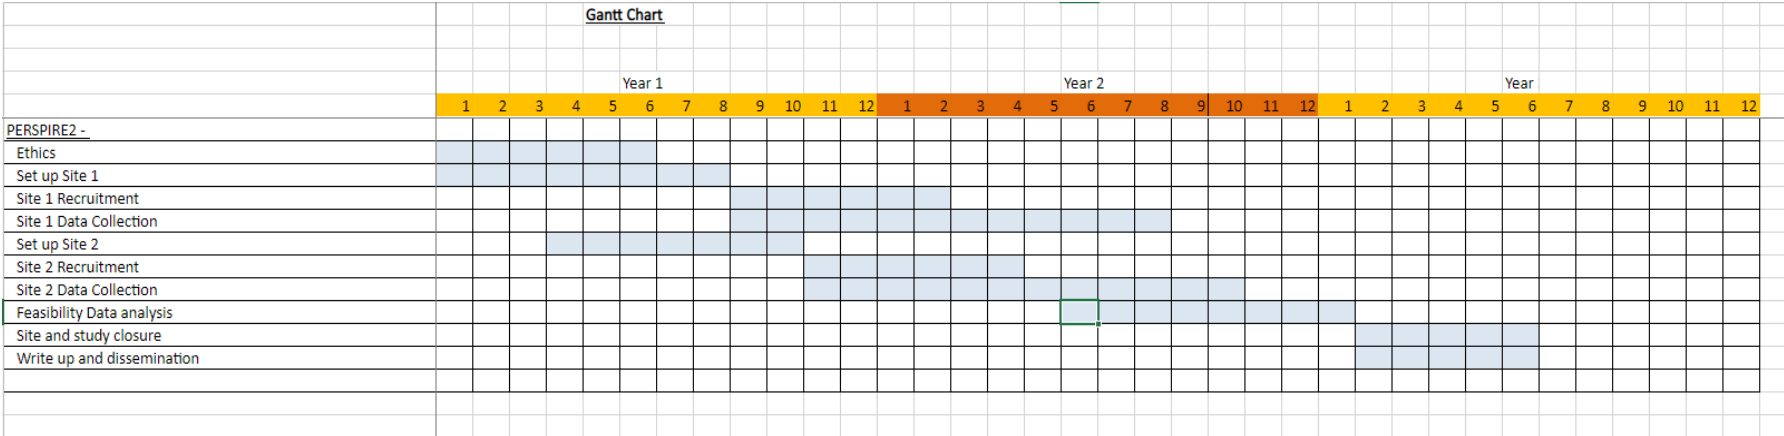 Gantt Chart
Year 1 Year 2 Year
1 2 3 4 5 6 7 8 9 10 11 12 1 2 3 4 5 6 7 8 9 10 11 12 1 2 3 4 5 6 7 8 9 10 11 12
PERSPIRE2 -
Ethics
Set up Site 1
Site 1 Recruitment
Site 1 Data Collection
Set up Site 2
Site 2 Recruitment
Site 2 Data Collection
Feasibility Data analysis
Site and study closure
Write up and dissemination